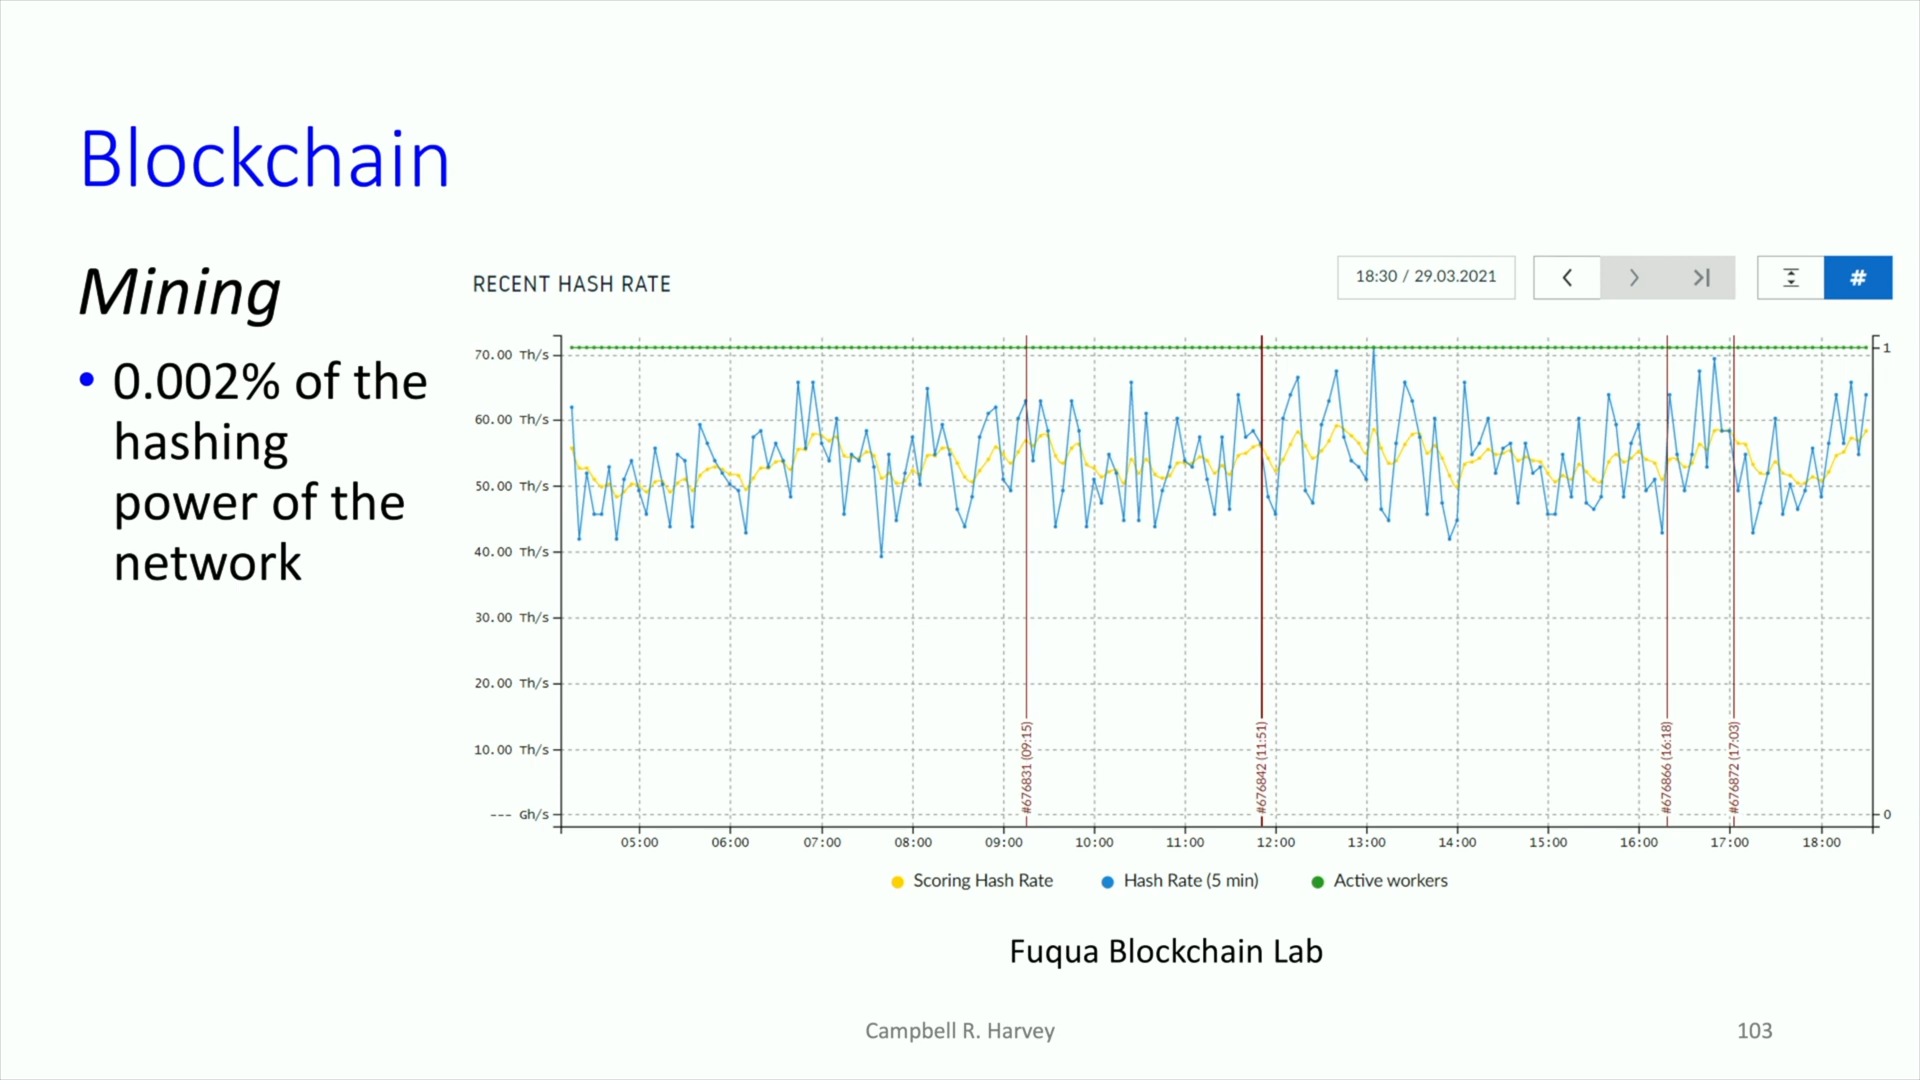 Blockchain
Mining
• 0.002% of the
hashing
power of the
network
RECENT HASH RATE
18:30 / 29.03.2021
#
70.00 Th/s
60.00 Th/s
50.00 Th/s
40.00 Th/s
30.00 Th/s
20.00 Th/s
10.00 Th/s
--- Gh/s
1
0
#676831 (09:15)
#676842 (11:51)
#676866 (16:18)
#676872 (17:03)
05:00 06:00 07:00 08:00 09:00 10:00 11:00 12:00 13:00 14:00 15:00 16:00 17:00 18:00
Scoring Hash Rate Hash Rate (5 min) Active workers
Fuqua Blockchain Lab
Campbell R. Harvey
103